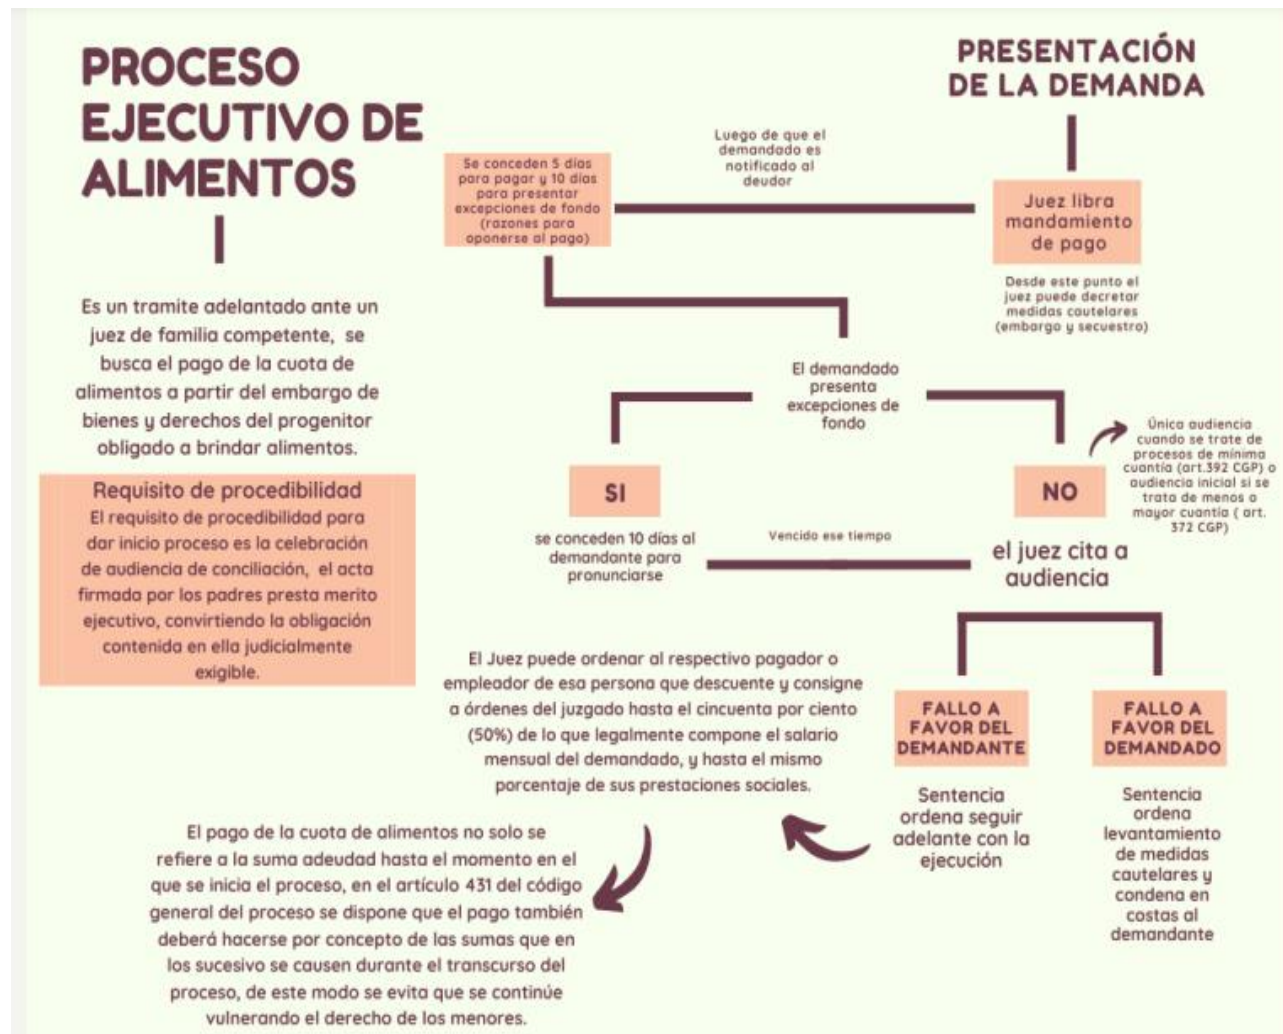 PROCESO
EJECUTIVO DE
ALIMENTOS
Es un tramite adelantado ante un
juez de familia competente, se
busca el pago de la cuota de
alimentos a partir del embargo de
bienes y derechos del progenitor
obligado a brindar alimentos.
Requisito de procedibilidad
El requisito de procedibilidad para
dar inicio proceso es la celebración
de audiencia de conciliación, el acta
firmada por los padres presta merito
ejecutivo, convirtiendo la obligación
contenida en ella judicialmente
exigible.
PRESENTACIÓN
DE LA DEMANDA
Juez libra
mandamiento
de pago
Desde este punto el
juez puede decretar
medidas cautelares
(embargo y secuestro)
Luego de que el
demandado es
notificado al
deudor
Se conceden 5 días
para pagar y 10 días
para presentar
excepciones de fondo
(razones para
oponerse al pago)
El demandado
presenta
excepciones de
fondo
SI
se conceden 10 días al
demandante para
pronunciarse
Vencido ese tiempo
NO
el juez cita a
audiencia
Única audiencia
cuando se trate de
procesos de mínima
cuantía (art.392 CGP) o
audiencia inicial si se
trata de menos o
mayor cuantía ( art.
372 CGP)
FALLO A
FAVOR DEL
DEMANDANTE
Sentencia
ordena seguir
adelante con la
ejecución
FALLO A
FAVOR DEL
DEMANDADO
Sentencia
ordena
levantamiento
de medidas
cautelares y
condena en
costas al
demandante
El Juez puede ordenar al respectivo pagador o
empleador de esa persona que descuente y consigne
a órdenes del juzgado hasta el cincuenta por ciento
(50%) de lo que legalmente compone el salario
mensual del demandado, y hasta el mismo
porcentaje de sus prestaciones sociales.
El pago de la cuota de alimentos no solo se
refiere a la suma adeudad hasta el momento en el
que se inicia el proceso, en el artículo 431 del código
general del proceso se dispone que el pago también
deberá hacerse por concepto de las sumas que en
los sucesivo se causen durante el transcurso del
proceso, de este modo se evita que se continúe
vulnerando el derecho de los menores.